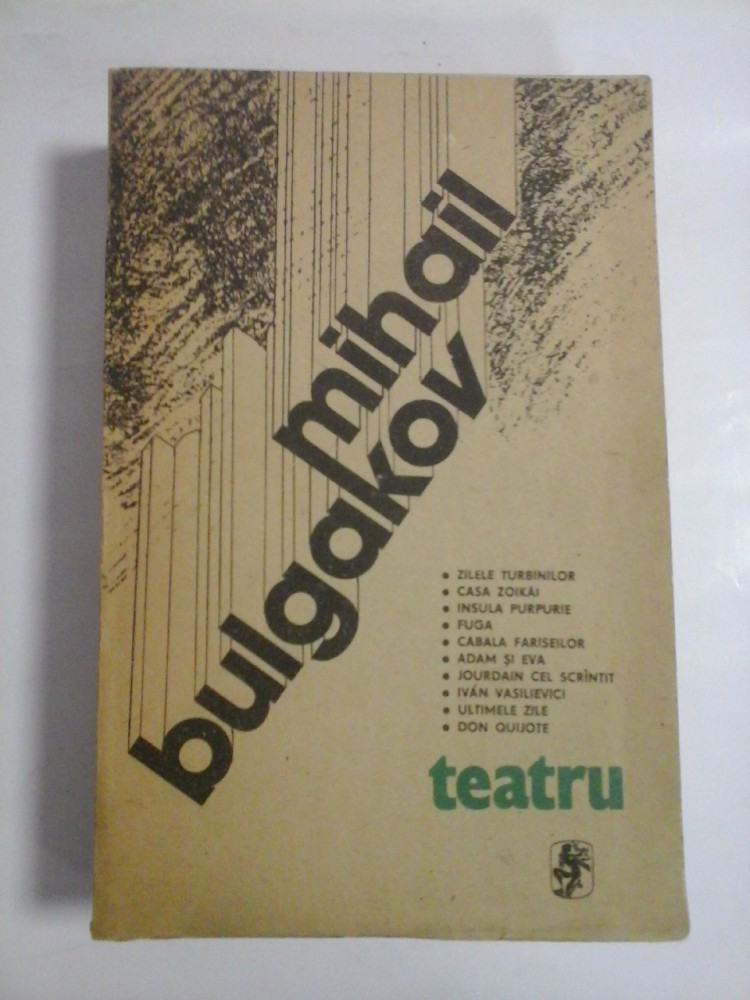 mihail
bulgakov
• ZILELE TURBINILOR
• CASA ZOIKĂI
• INSULA PURPURIE
• FUGA
• CABALA FARISEILOR
• ADAM ȘI EVA
• JOURDAIN CEL SCRÎNTIT
• IVAN VASILIEVICI
• ULTIMELE ZILE
• DON QUIJOTE
teatru